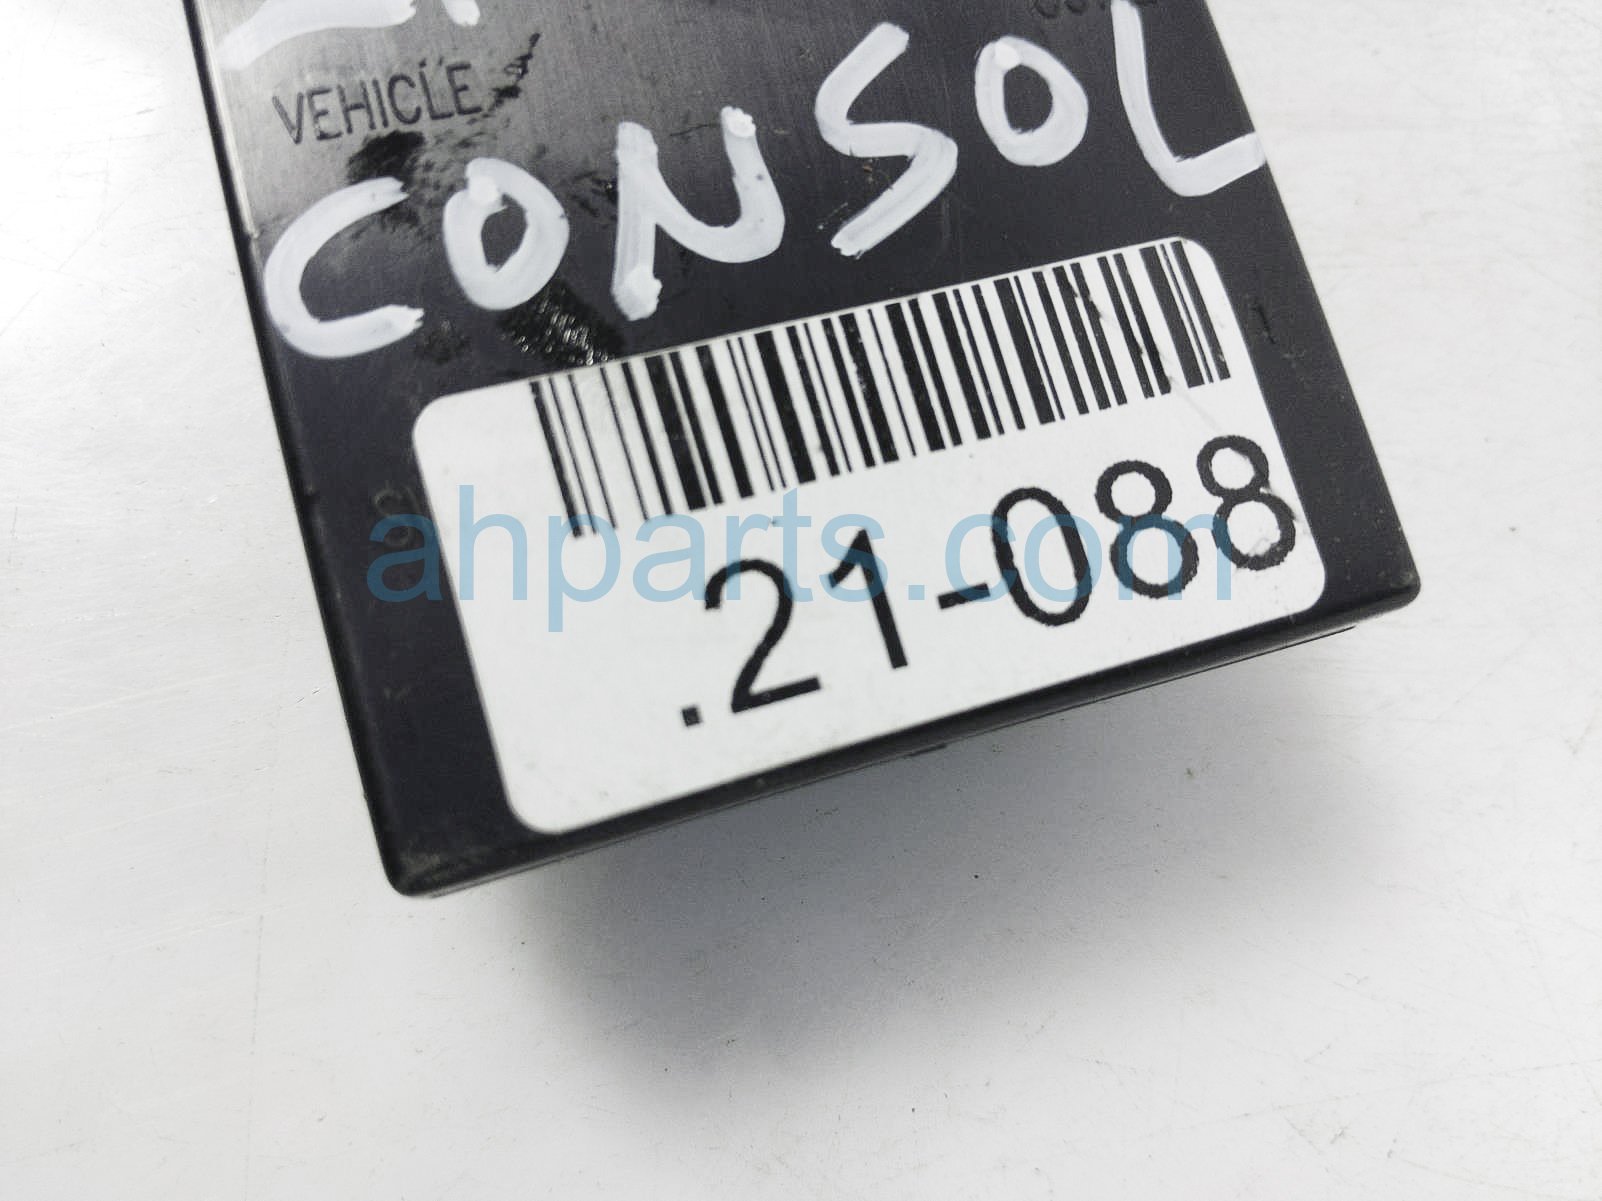 VEHICLE
CONSOL
.21-088
ahparts.com